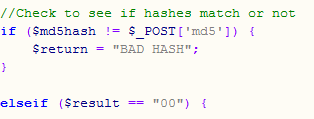 //Check to see if hashes match or not
if ($md5hash != $_POST['md5']) {
$return = "BAD HASH";
}
elseif ($result == "00") {